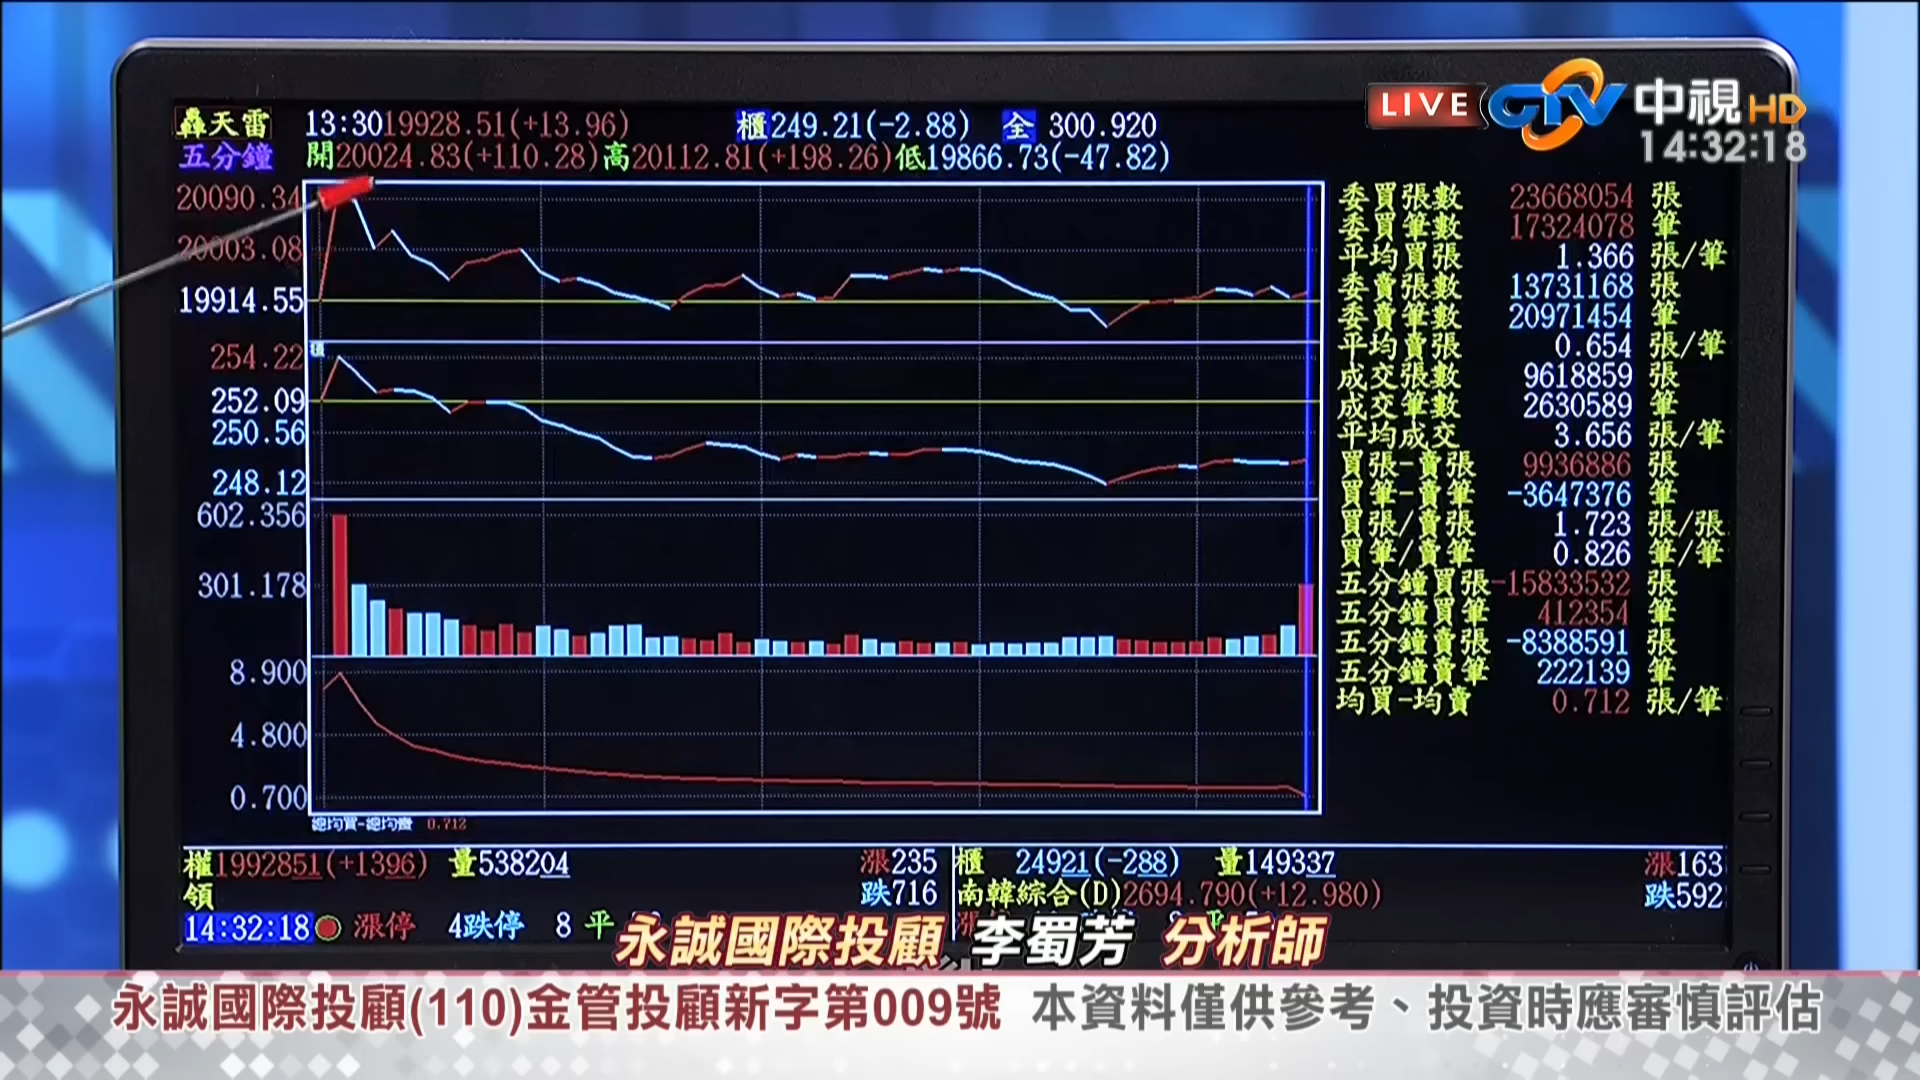 LIVE CTV 中視 HD
14:32:18
轟天雷 13:30 19928.51(+13.96) 櫃249.21(-2.88) 全 300.920
五分鐘 開20024.83(+110.28)高20112.81(+198.26)低19866.73(-47.82)
20090.34
20003.08
19914.55
櫃
254.22
252.09
250.56
248.12
602.356
301.178
8.900
4.800
0.700
總均買-總均賣 0.712
委買張數 23668054 張
委買筆數 17324078 筆
平均買張 1.366 張/筆
委賣張數 13731168 張
委賣筆數 20971454 筆
平均賣張 0.654 張/筆
成交張數 9618859 張
成交筆數 2630589 筆
平均成交 3.656 張/筆
買張-賣張 9936886 張
買筆-賣筆 -3647376 筆
買張/賣張 1.723 張/張
買筆/賣筆 0.826 筆/筆
五分鐘買張 -15833532 張
五分鐘買筆 412354 筆
五分鐘賣張 -8388591 張
五分鐘賣筆 222139 筆
均買-均賣 0.712 張/筆
權1992851(+1396) 量538204 漲235 櫃 24921(-288) 量149337 漲163
領 跌716 南韓綜合(D)2694.790(+12.980) 跌592
14:32:18 漲停 4跌停 8 平
永誠國際投顧 李蜀芳 分析師
永誠國際投顧(110)金管投顧新字第009號 本資料僅供參考、投資時應審慎評估